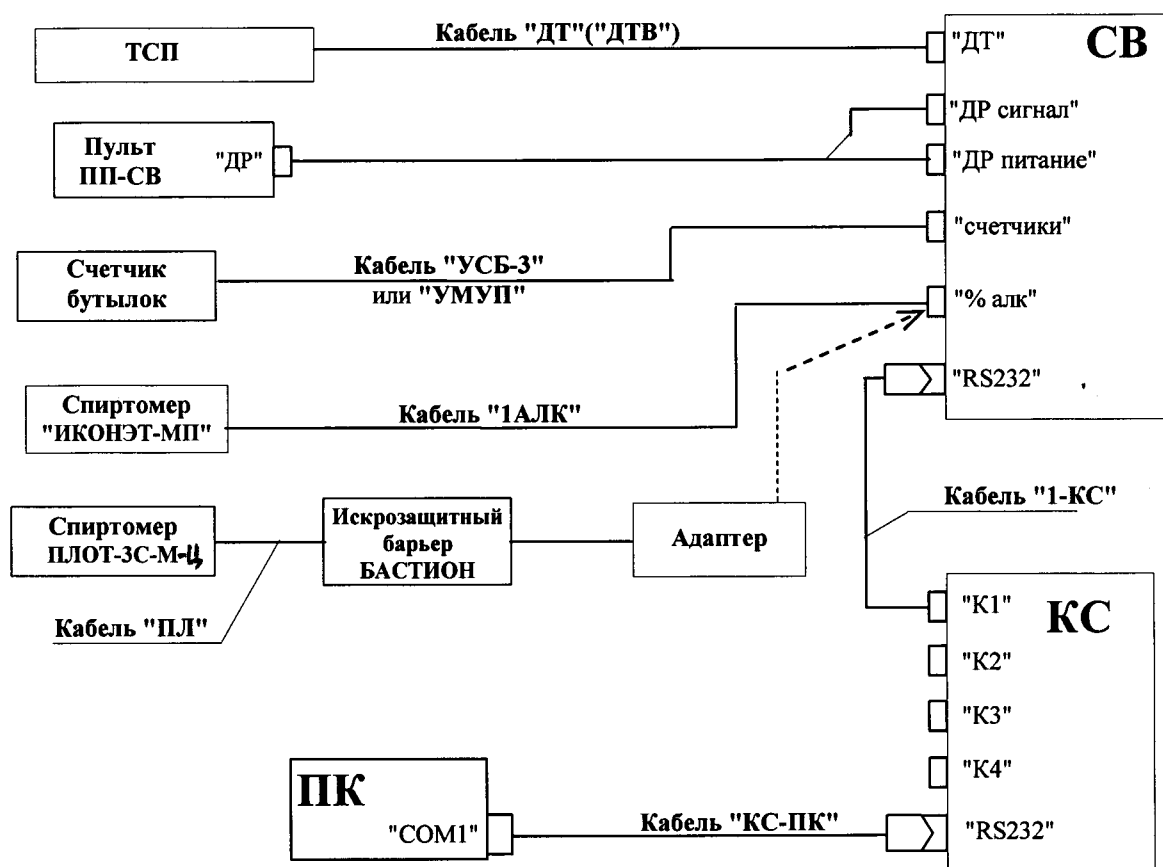 Кабель "ДТ"("ДТВ")
ТСП
"ДТ"
СВ
"ДР сигнал"
Пульт
ПП-СВ
"ДР"
"ДР питание"
"счетчики"
Счетчик
бутылок
Кабель "УСБ-3"
или "УМУП"
"% алк"
"RS232"
Спиртомер
"ИКОНЭТ-МП"
Кабель "1АЛК"
Кабель "1-КС"
Спиртомер
ПЛОТ-3С-М-Ц
Искрозащитный
барьер
БАСТИОН
Адаптер
Кабель "ПЛ"
"К1"
КС
"К2"
"К3"
"К4"
ПК
"COM1"
Кабель "КС-ПК"
"RS232"